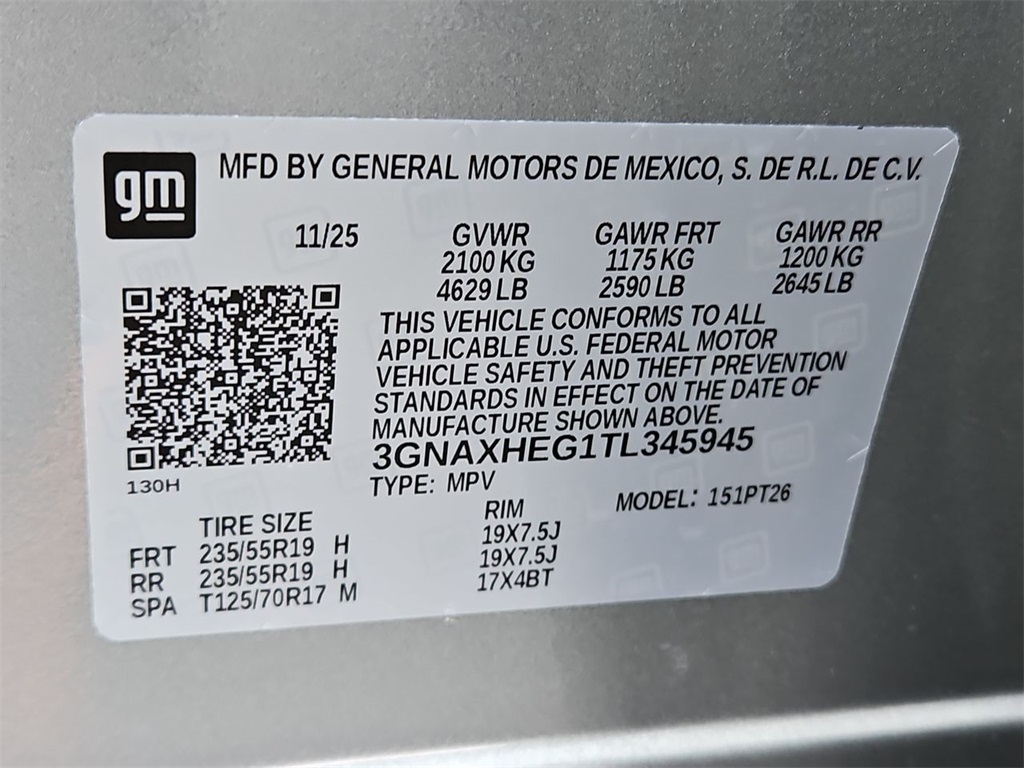 gm
MFD BY GENERAL MOTORS DE MEXICO, S. DE R.L. DE C.V.
11/25 GVWR GAWR FRT GAWR RR
2100 KG 1175 KG 1200 KG
4629 LB 2590 LB 2645 LB
THIS VEHICLE CONFORMS TO ALL
APPLICABLE U.S. FEDERAL MOTOR
VEHICLE SAFETY AND THEFT PREVENTION
STANDARDS IN EFFECT ON THE DATE OF
MANUFACTURE SHOWN ABOVE.
3GNAXHEG1TL345945
130H
TYPE: MPV MODEL: 151PT26
TIRE SIZE RIM
FRT 235/55R19 H 19X7.5J
RR 235/55R19 H 19X7.5J
SPA T125/70R17 M 17X4BT